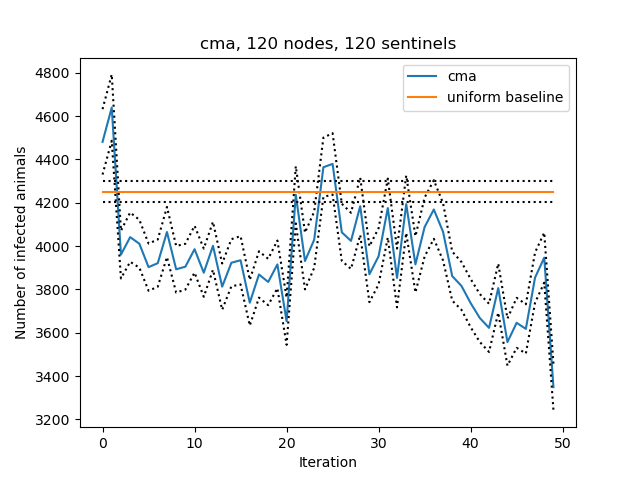 cma, 120 nodes, 120 sentinels
cma
uniform baseline
Number of infected animals
4800
4600
4400
4200
4000
3800
3600
3400
3200
0 10 20 30 40 50
Iteration